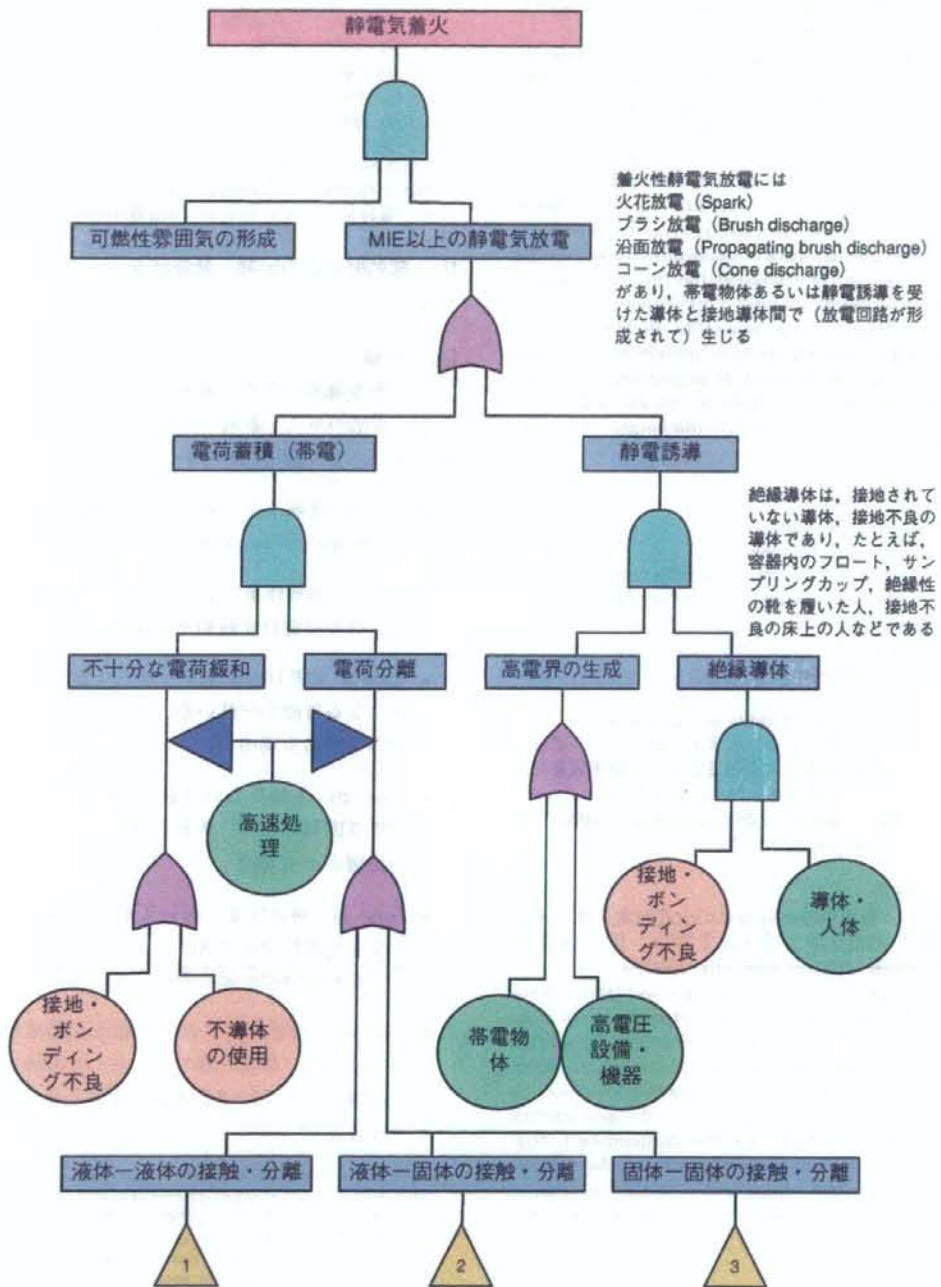 静電気着火
可燃性雰囲気の形成
MIE以上の静電気放電
着火性静電気放電には
火花放電（Spark）
ブラシ放電（Brush discharge）
沿面放電（Propagating brush discharge）
コーン放電（Cone discharge）
があり，帯電物体あるいは静電誘導を受
けた導体と接地導体間で（放電回路が形
成されて）生じる
電荷蓄積（帯電）
静電誘導
絶縁導体は，接地されて
いない導体，接地不良の
導体であり，たとえば，
容器内のフロート，サン
プリングカップ，絶縁性
の靴を履いた人，接地不
良の床上の人などである
不十分な電荷緩和
電荷分離
高電界の生成
絶縁導体
高速処
理
接地・
ボン
ディン
グ不良
導体・
人体
接地・
ボン
ディン
グ不良
不導体
の使用
帯電物
体
高電圧
設備・
機器
液体－液体の接触・分離
液体－固体の接触・分離
固体－固体の接触・分離
1
2
3